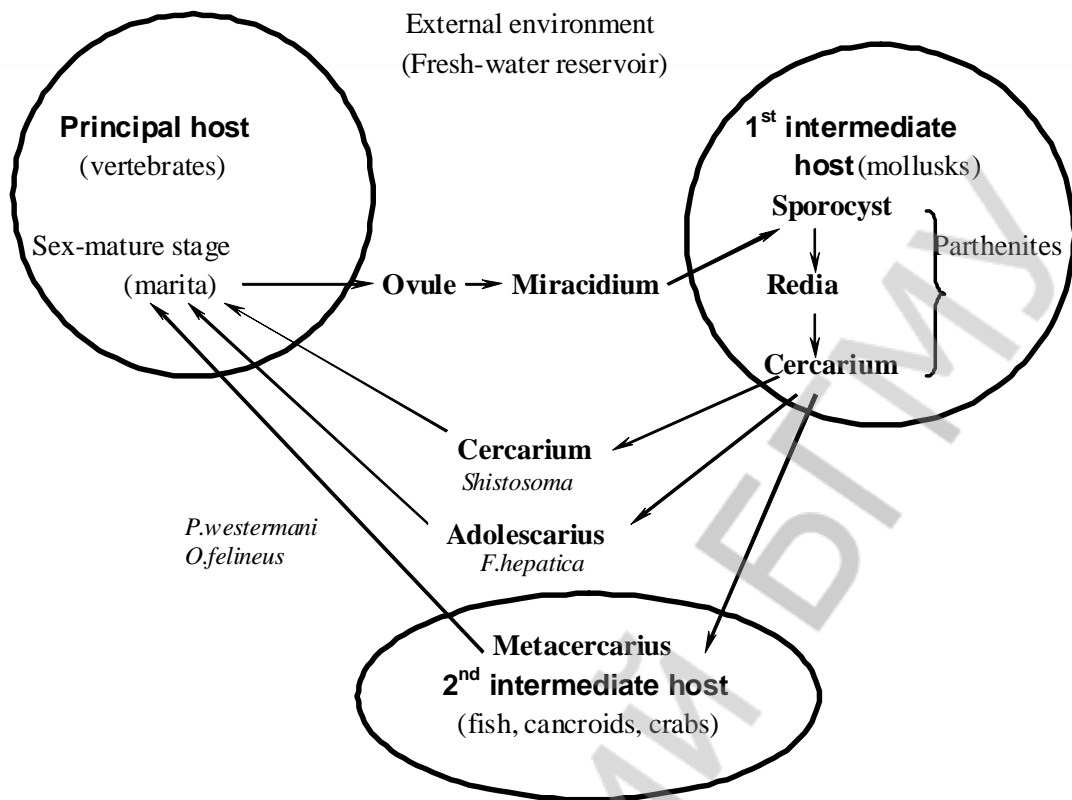 External environment
(Fresh-water reservoir)
Principal host
(vertebrates)
1st intermediate
host (mollusks)
Sporocyst
Sex-mature stage
Parthenites
(marita)
Ovule
Miracidium
Redia
Cercarium
Cercarium
Shistosoma
P.westermani
O.felineus
Adolescarius
F.hepatica
Metacercarius
2nd intermediate host
(fish, cancroids, crabs)
БГМУ